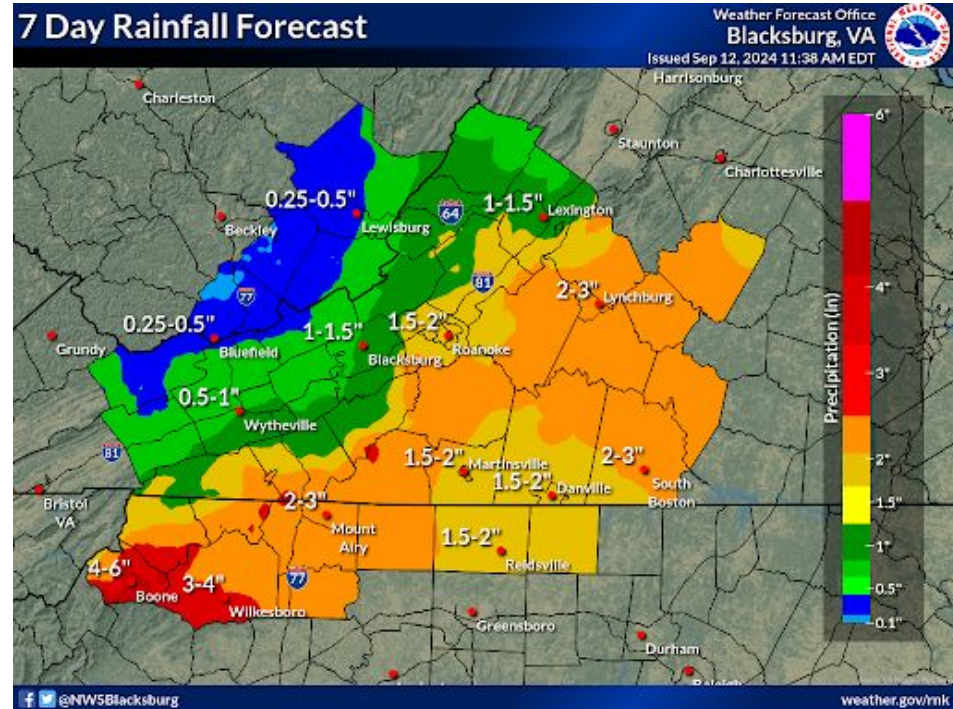 7 Day Rainfall Forecast
Weather Forecast Office
Blacksburg, VA
Issued Sep 12, 2024 11:38 AM EDT
Harrisonburg
Charleston
Staunton
Charlottesville
0.25-0.5"
Beckley
Lewisburg
64
1-1.5"
Lexington
77
81
2-3"
Lynchburg
0.25-0.5"
Grundy
Bluefield
1-1.5"
Blacksburg
1.5-2"
Roanoke
0.5-1"
Wytheville
81
Bristol
VA
1.5-2"
Martinsville
1.5-2"
Danville
2-3"
South
Boston
2-3"
Mount
Airy
1.5-2"
Reidsville
4-6"
Boone
3-4"
Wilkesboro
77
Greensboro
Durham
Raleigh
Precipitation (in)
6"
4"
3"
2"
1.5"
1"
0.5"
0.1"
@NWSBlacksburg
weather.gov/rnk